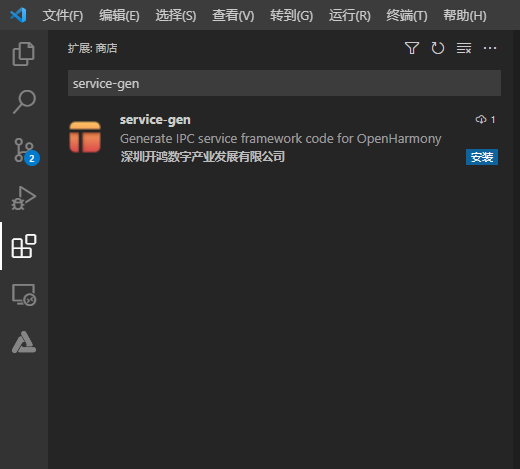 文件(F) 编辑(E) 选择(S) 查看(V) 转到(G) 运行(R) 终端(T) 帮助(H)
扩展: 商店
service-gen
service-gen 1
Generate IPC service framework code for OpenHarmony
深圳开鸿数字产业发展有限公司 安装
2